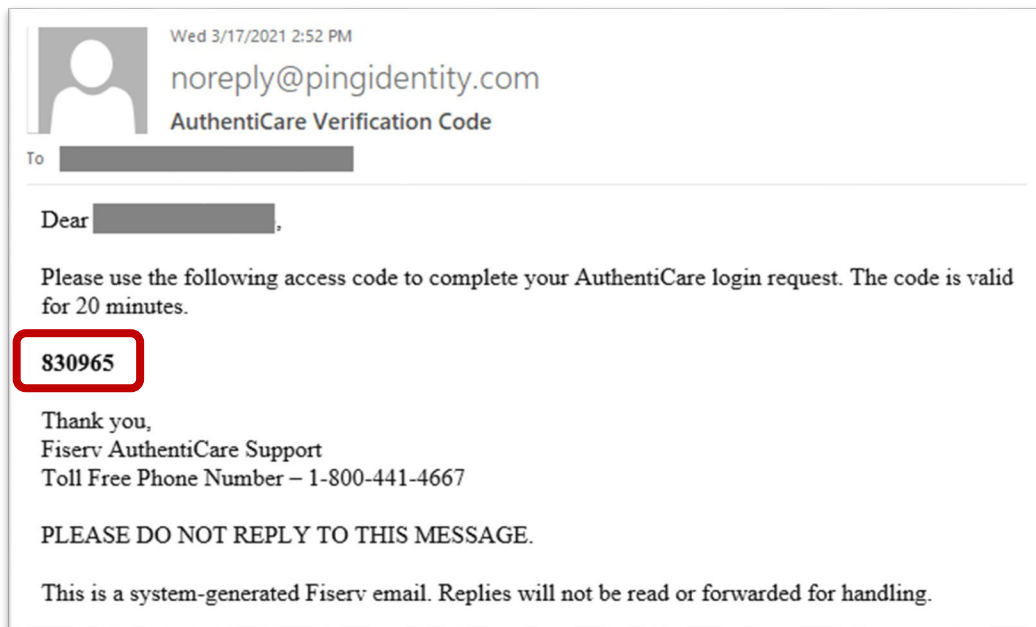 Wed 3/17/2021 2:52 PM
noreply@pingidentity.com
AuthentiCare Verification Code
To
Dear ,
Please use the following access code to complete your AuthentiCare login request. The code is valid
for 20 minutes.
830965
Thank you,
Fiserv AuthentiCare Support
Toll Free Phone Number – 1-800-441-4667
PLEASE DO NOT REPLY TO THIS MESSAGE.
This is a system-generated Fiserv email. Replies will not be read or forwarded for handling.